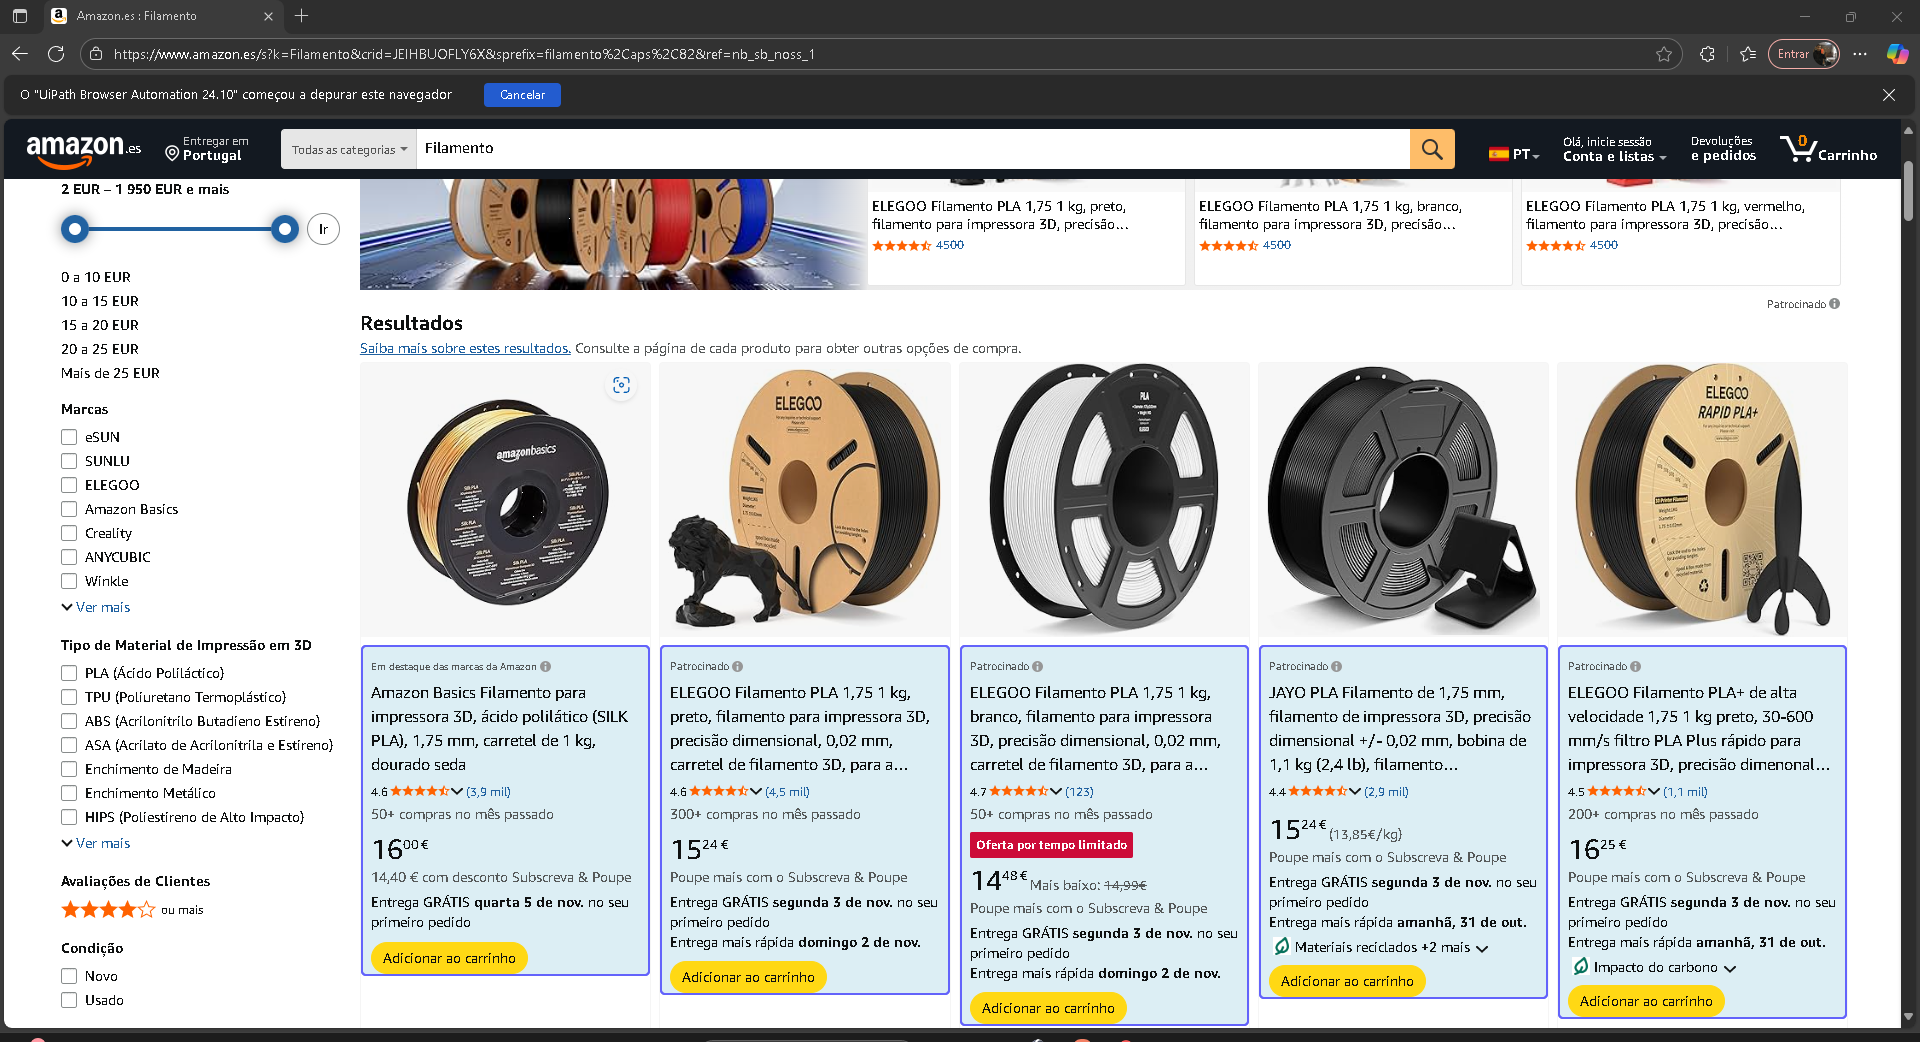 Amazon.es : Filamento
https://www.amazon.es/s?k=Filamento&crid=JEIHBUOFLY6X&sprefix=filamento%2Caps%2C82&ref=nb_sb_noss_1
Entrar
O "UiPath Browser Automation 24.10" começou a depurar este navegador
Cancelar
amazon.es
Entregar em
Portugal
Todas as categorias
Filamento
PT
Olá, inicie sessão
Conta e listas
Devoluções
e pedidos
0
Carrinho
2 EUR – 1 950 EUR e mais
Ir
0 a 10 EUR
10 a 15 EUR
15 a 20 EUR
20 a 25 EUR
Mais de 25 EUR
Marcas
eSUN
SUNLU
ELEGOO
Amazon Basics
Creality
ANYCUBIC
Winkle
Ver mais
Tipo de Material de Impressão em 3D
PLA (Ácido Poliláctico)
TPU (Poliuretano Termoplástico)
ABS (Acrilonitrilo Butadieno Estireno)
ASA (Acrilato de Acrilonitrila e Estireno)
Enchimento de Madeira
Enchimento Metálico
HIPS (Poliestireno de Alto Impacto)
Ver mais
Avaliações de Clientes
ou mais
Condição
Novo
Usado
ELEGOO Filamento PLA 1,75 1 kg, preto,
filamento para impressora 3D, precisão...
4500
ELEGOO Filamento PLA 1,75 1 kg, branco,
filamento para impressora 3D, precisão...
4500
ELEGOO Filamento PLA 1,75 1 kg, vermelho,
filamento para impressora 3D, precisão...
4500
Patrocinado
Resultados
Saiba mais sobre estes resultados. Consulte a página de cada produto para obter outras opções de compra.
amazonbasics
ELEGOO
PLA
ELEGOO
RAPID PLA+
Em destaque das marcas da Amazon
Amazon Basics Filamento para
impressora 3D, ácido polilático (SILK
PLA), 1,75 mm, carretel de 1 kg,
dourado seda
4.6 (3,9 mil)
50+ compras no mês passado
16,00 €
14,40 € com desconto Subscreva & Poupe
Entrega GRÁTIS quarta 5 de nov. no seu
primeiro pedido
Adicionar ao carrinho
Patrocinado
ELEGOO Filamento PLA 1,75 1 kg,
preto, filamento para impressora 3D,
precisão dimensional, 0,02 mm,
carretel de filamento 3D, para a...
4.6 (4,5 mil)
300+ compras no mês passado
15 24 €
Poupe mais com o Subscreva & Poupe
Entrega GRÁTIS segunda 3 de nov. no seu
primeiro pedido
Entrega mais rápida domingo 2 de nov.
Adicionar ao carrinho
Patrocinado
ELEGOO Filamento PLA 1,75 1 kg,
branco, filamento para impressora
3D, precisão dimensional, 0,02 mm,
carretel de filamento 3D, para a...
4.7 (123)
50+ compras no mês passado
Oferta por tempo limitado
14 48 € Mais baixo: 14,99€
Poupe mais com o Subscreva & Poupe
Entrega GRÁTIS segunda 3 de nov. no seu
primeiro pedido
Entrega mais rápida domingo 2 de nov.
Adicionar ao carrinho
Patrocinado
JAYO PLA Filamento de 1,75 mm,
filamento de impressora 3D, precisão
dimensional +/- 0,02 mm, bobina de
1,1 kg (2,4 lb), filamento...
4.4 (2,9 mil)
15 24 € (13,85€/kg)
Poupe mais com o Subscreva & Poupe
Entrega GRÁTIS segunda 3 de nov. no seu
primeiro pedido
Entrega mais rápida amanhã, 31 de out.
Materiais reciclados +2 mais
Adicionar ao carrinho
Patrocinado
ELEGOO Filamento PLA+ de alta
velocidade 1,75 1 kg preto, 30-600
mm/s filtro PLA Plus rápido para
impressora 3D, precisão dimenonal...
4.5 (1,1 mil)
200+ compras no mês passado
16 25 €
Poupe mais com o Subscreva & Poupe
Entrega GRÁTIS segunda 3 de nov. no seu
primeiro pedido
Entrega mais rápida amanhã, 31 de out.
Impacto do carbono
Adicionar ao carrinho